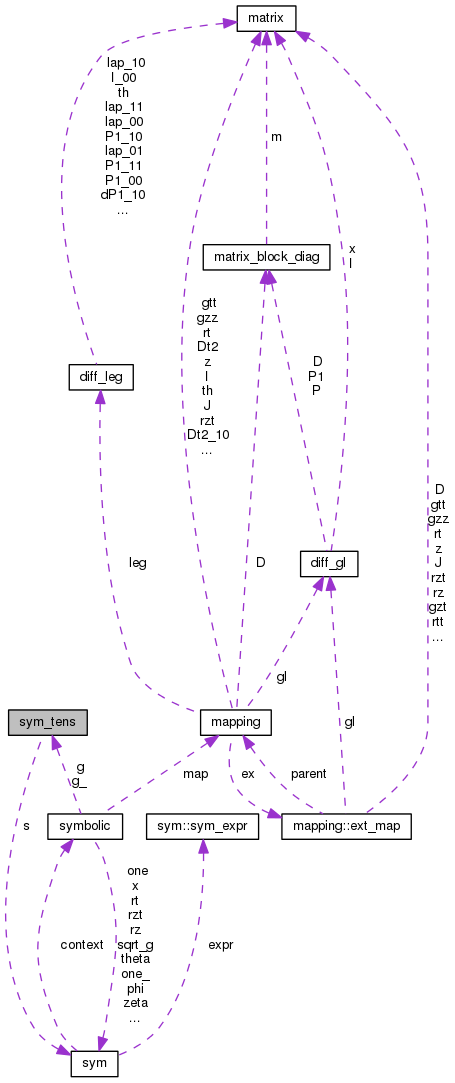 matrix
lap_10
l_00
th
lap_11
lap_00
P1_10
lap_01
P1_11
P1_00
dP1_10
...
m
x
l
matrix_block_diag
gtt
gzz
rt
Dt2
z
l
th
J
rzt
Dt2_10
...
D
P1
P
diff_leg
D
gtt
gzz
rt
z
J
rzt
rz
gzt
rtt
...
leg
D
diff_gl
gl
sym_tens
mapping
gl
g
g_
map
ex
parent
s
symbolic
sym::sym_expr
mapping::ext_map
one
x
rt
rzt
rz
sqrt_g
theta
one_
phi
zeta
...
context
expr
sym